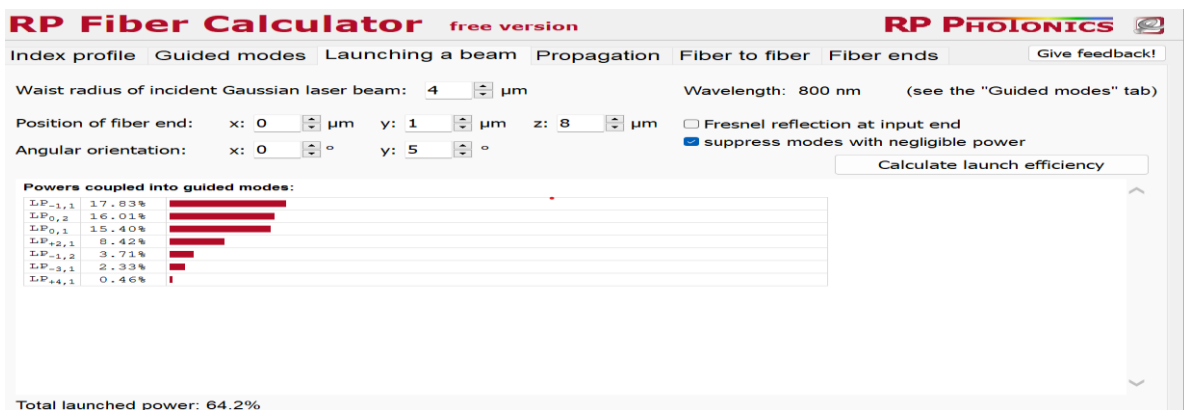 RP Fiber Calculator free version RP PHOTONICS
Index profile Guided modes Launching a beam Propagation Fiber to fiber Fiber ends Give feedback!
Waist radius of incident Gaussian laser beam: 4 µm Wavelength: 800 nm (see the "Guided modes" tab)
Position of fiber end: x: 0 µm y: 1 µm z: 8 µm Fresnel reflection at input end
Angular orientation: x: 0 ° y: 5 ° suppress modes with negligible power
Calculate launch efficiency
Powers coupled into guided modes:
LP-1,1 17.83%
LP0,2 16.01%
LP0,1 15.40%
LP+2,1 8.42%
LP-1,2 3.71%
LP-3,1 2.33%
LP+4,1 0.46%
Total launched power: 64.2%